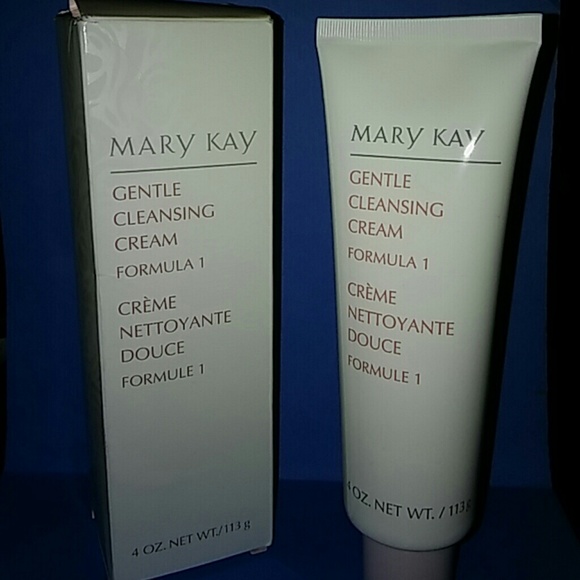 MARY KAY
GENTLE
CLEANSING
CREAM
FORMULA 1
CRÈME
NETTOYANTE
DOUCE
FORMULE 1
4 OZ. NET WT./113 g
MARY KAY
GENTLE
CLEANSING
CREAM
FORMULA 1
CRÈME
NETTOYANTE
DOUCE
FORMULE 1
4 OZ. NET WT. / 113 g